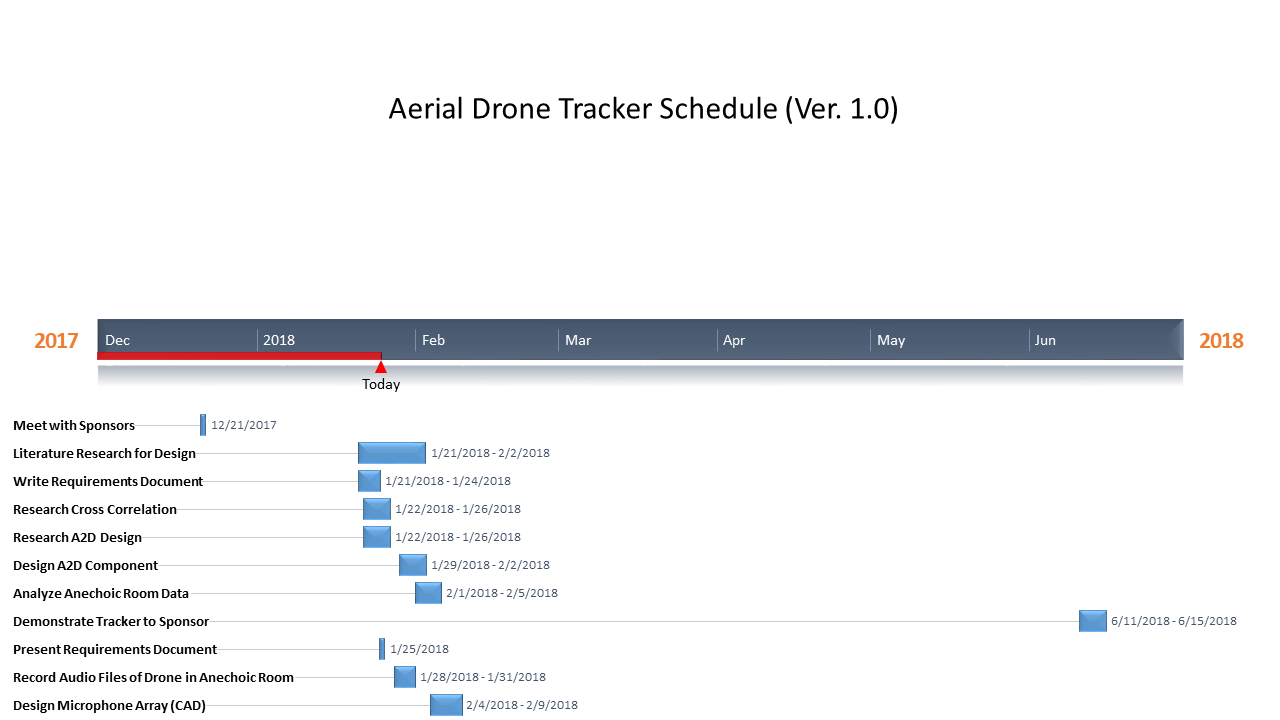 Aerial Drone Tracker Schedule (Ver. 1.0)
2017 Dec 2018 Feb Mar Apr May Jun 2018
Today
Meet with Sponsors 12/21/2017
Literature Research for Design 1/21/2018 - 2/2/2018
Write Requirements Document 1/21/2018 - 1/24/2018
Research Cross Correlation 1/22/2018 - 1/26/2018
Research A2D Design 1/22/2018 - 1/26/2018
Design A2D Component 1/29/2018 - 2/2/2018
Analyze Anechoic Room Data 2/1/2018 - 2/5/2018
Demonstrate Tracker to Sponsor 6/11/2018 - 6/15/2018
Present Requirements Document 1/25/2018
Record Audio Files of Drone in Anechoic Room 1/28/2018 - 1/31/2018
Design Microphone Array (CAD) 2/4/2018 - 2/9/2018